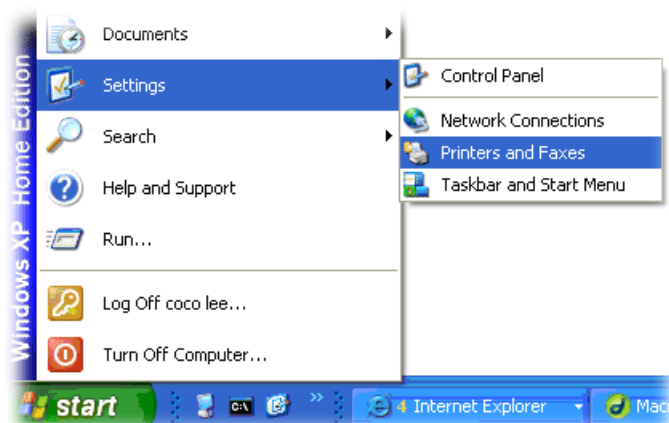 Windows XP Home Edition
Documents
Settings
Search
Help and Support
Run...
Log Off coco lee...
Turn Off Computer...
Control Panel
Network Connections
Printers and Faxes
Taskbar and Start Menu
start
C:\
4 Internet Explorer
Mac